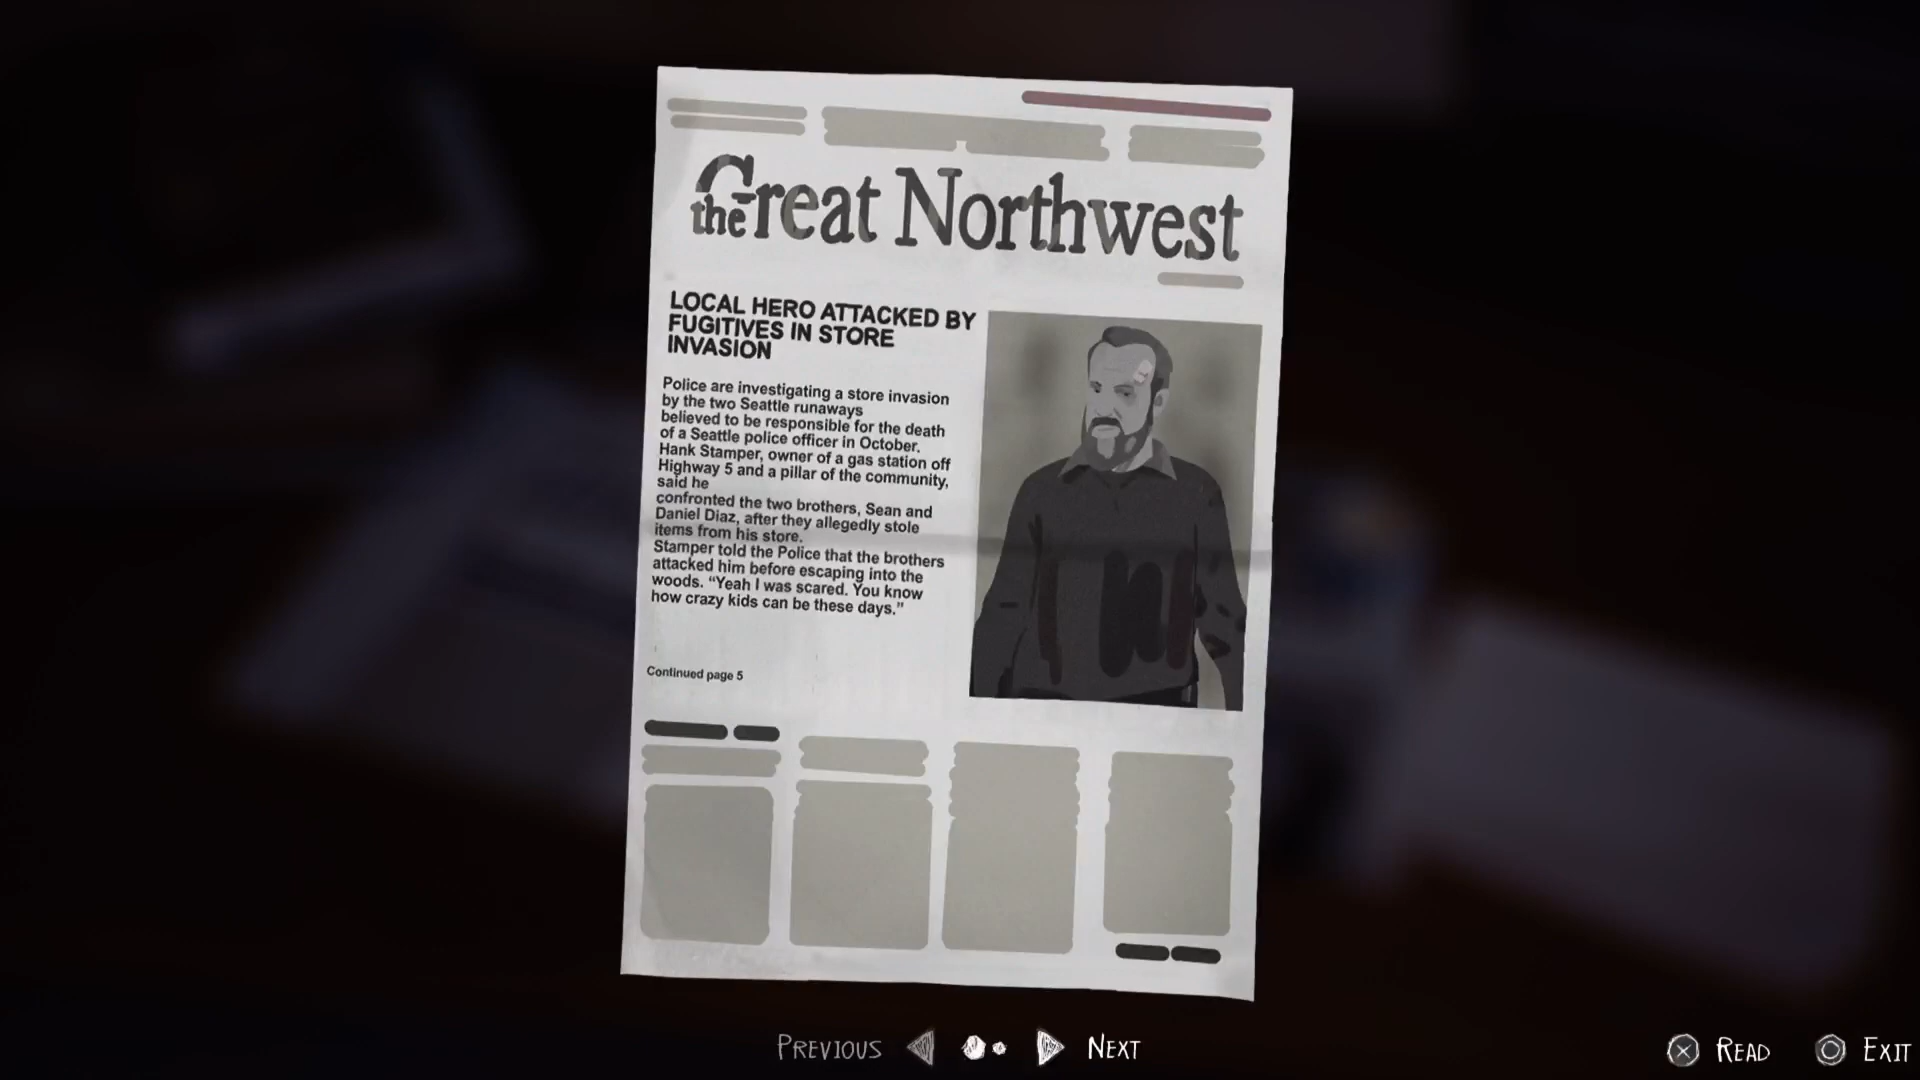 the Great Northwest
LOCAL HERO ATTACKED BY
FUGITIVES IN STORE
INVASION
Police are investigating a store invasion
by the two Seattle runaways
believed to be responsible for the death
of a Seattle police officer in October.
Hank Stamper, owner of a gas station off
Highway 5 and a pillar of the community,
said he
confronted the two brothers, Sean and
Daniel Diaz, after they allegedly stole
items from his store.
Stamper told the Police that the brothers
attacked him before escaping into the
woods. “Yeah I was scared. You know
how crazy kids can be these days.”
Continued page 5
PREVIOUS NEXT READ EXIT